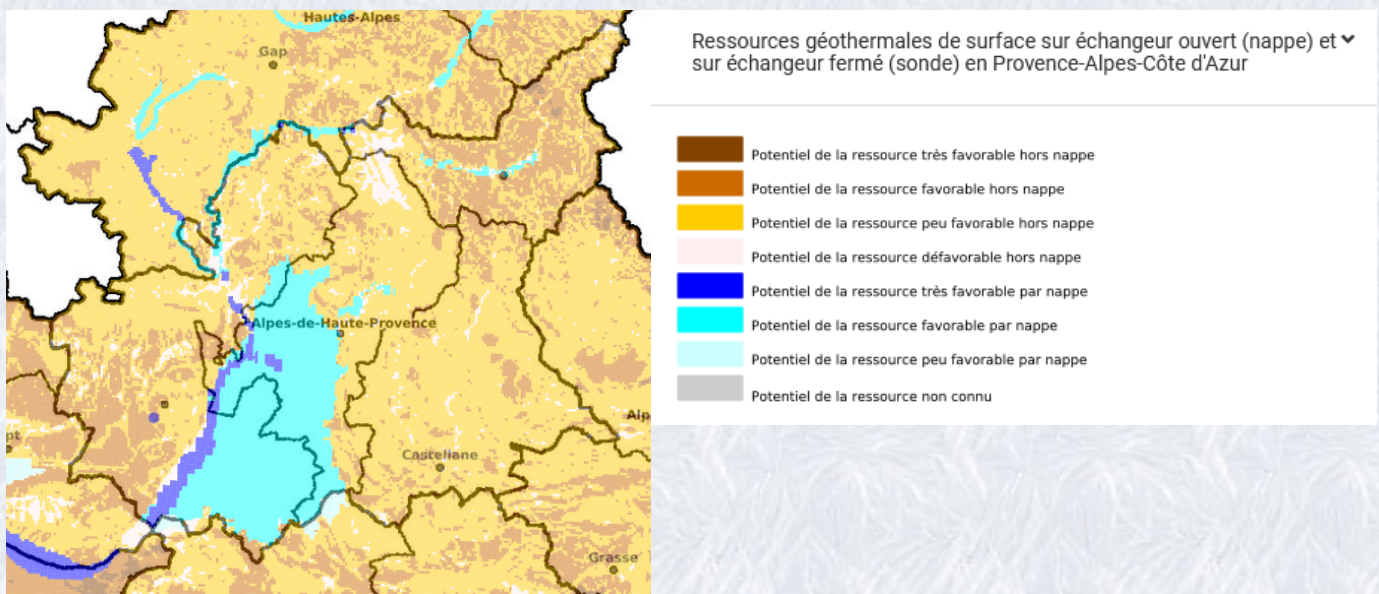 Hautes-Alpes
Gap
Alpes-de-Haute-Provence
Alp
pt
Castellane
Grasse
Ressources géothermales de surface sur échangeur ouvert (nappe) et
sur échangeur fermé (sonde) en Provence-Alpes-Côte d'Azur
Potentiel de la ressource très favorable hors nappe
Potentiel de la ressource favorable hors nappe
Potentiel de la ressource peu favorable hors nappe
Potentiel de la ressource défavorable hors nappe
Potentiel de la ressource très favorable par nappe
Potentiel de la ressource favorable par nappe
Potentiel de la ressource peu favorable par nappe
Potentiel de la ressource non connu